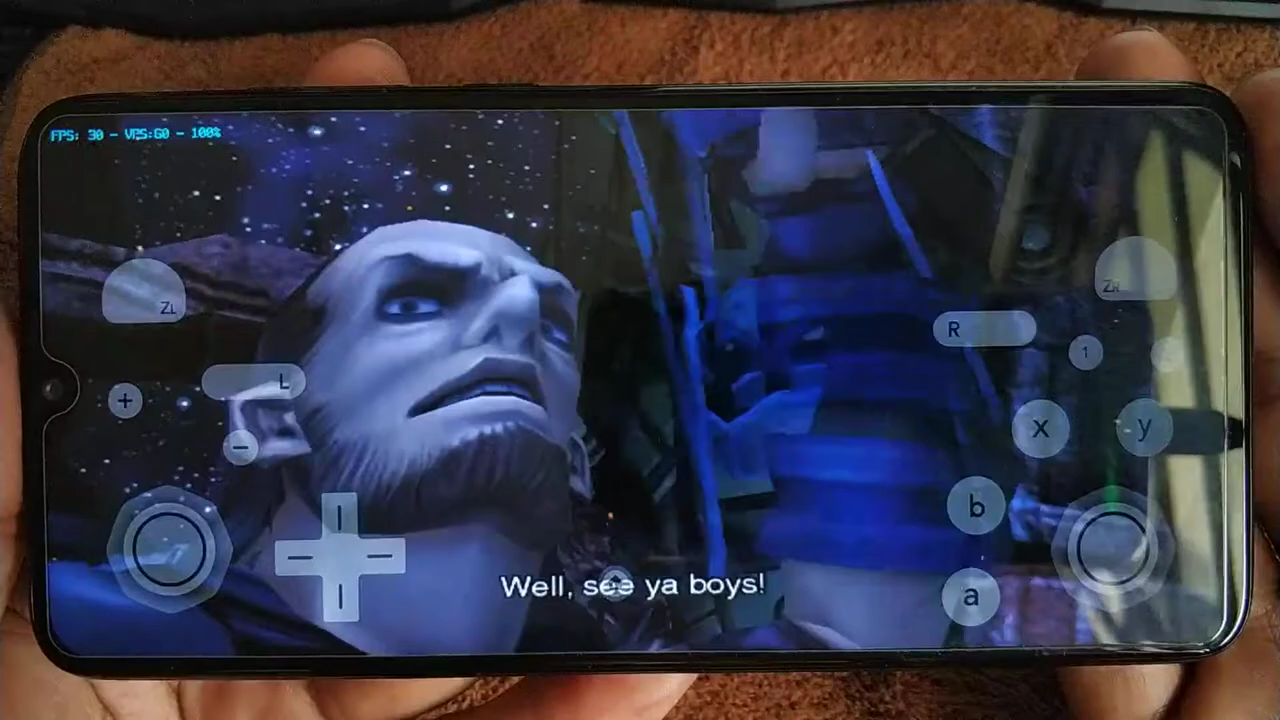 FPS: 30 - VPS:60 - 100%
ZL
ZR
R
L
1
+
-
x
y
b
a
Well, see ya boys!